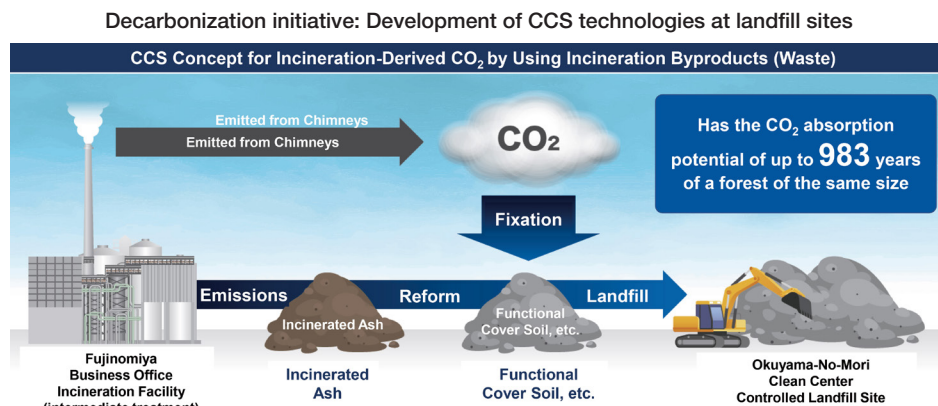 Decarbonization initiative: Development of CCS technologies at landfill sites
CCS Concept for Incineration-Derived CO₂ by Using Incineration Byproducts (Waste)
Emitted from Chimneys
Emitted from Chimneys
CO₂
Has the CO₂ absorption
potential of up to 983 years
of a forest of the same size
Fixation
Emissions
Incinerated Ash
Reform
Functional
Cover Soil, etc.
Landfill
Fujinomiya
Business Office
Incineration Facility
(intermediate treatment)
Incinerated
Ash
Functional
Cover Soil, etc.
Okuyama-No-Mori
Clean Center
Controlled Landfill Site